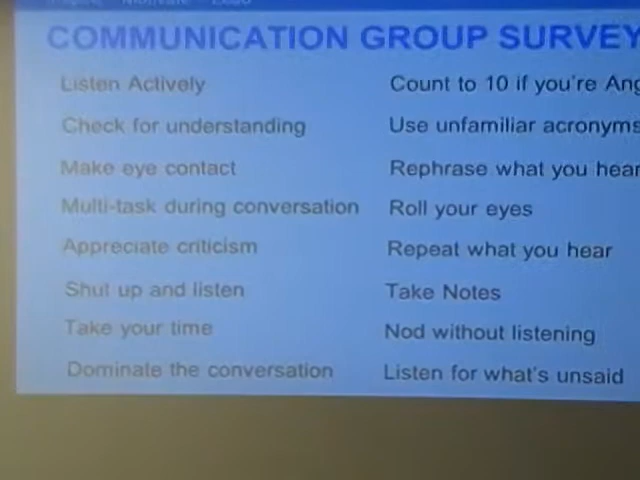 COMMUNICATION GROUP SURVEY
Listen Actively
Check for understanding
Make eye contact
Multi-task during conversation
Appreciate criticism
Shut up and listen
Take your time
Dominate the conversation
Count to 10 if you're Ang
Use unfamiliar acronyms
Rephrase what you hear
Roll your eyes
Repeat what you hear
Take Notes
Nod without listening
Listen for what's unsaid